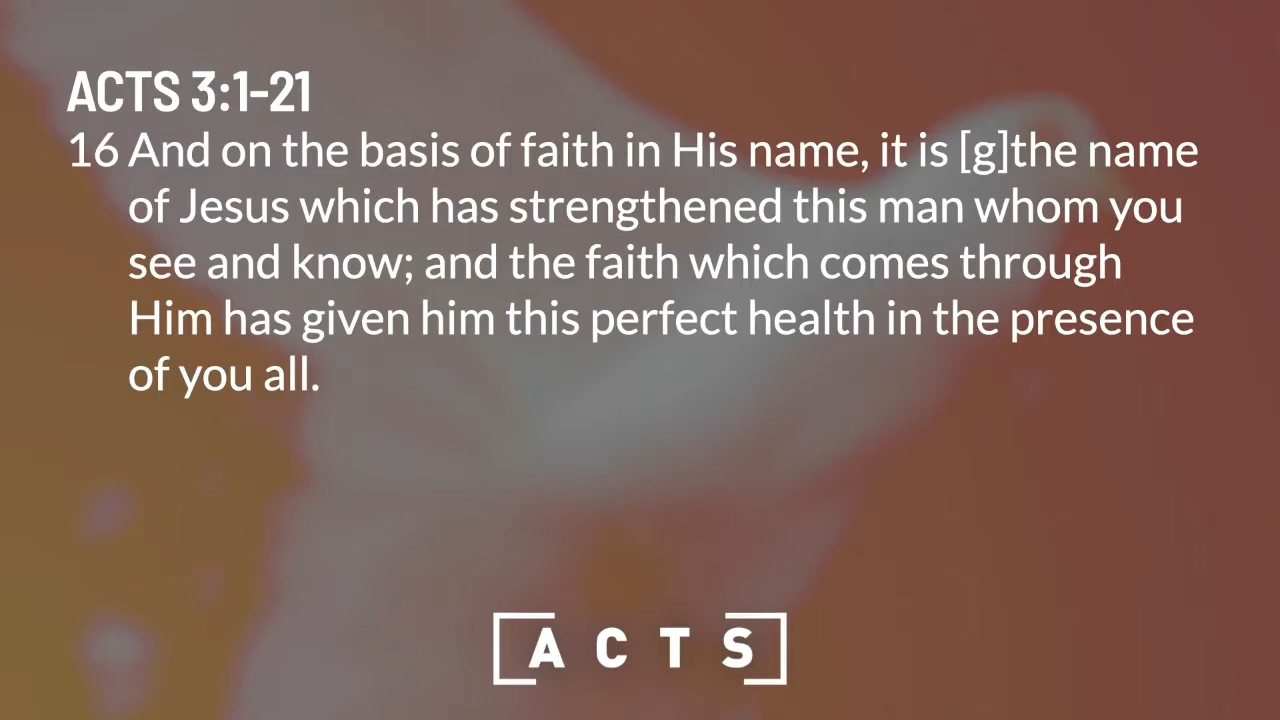 ACTS 3:1-21
16 And on the basis of faith in His name, it is [g]the name
of Jesus which has strengthened this man whom you
see and know; and the faith which comes through
Him has given him this perfect health in the presence
of you all.
ACTS